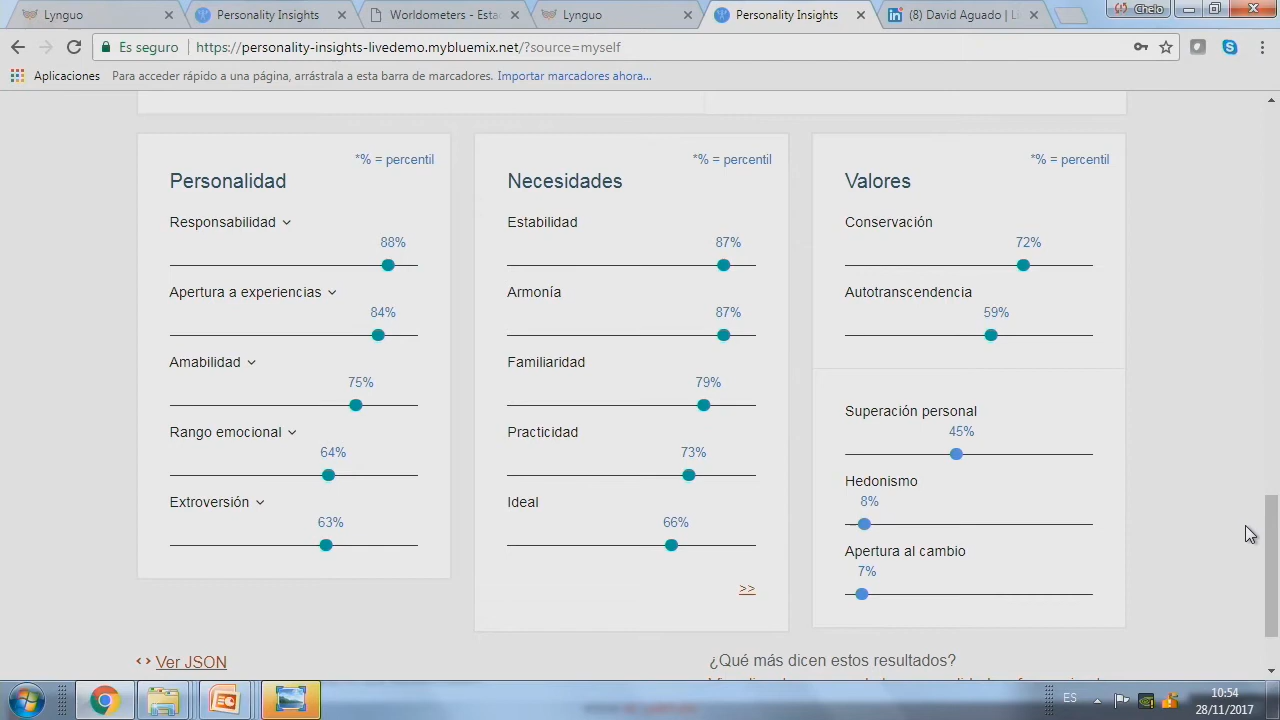 Lynguo
Personality Insights
Worldometers - Esta
Lynguo
Personality Insights
(8) David Aguado | Li
Chelo
Es seguro
https://personality-insights-livedemo.mybluemix.net/?source=myself
Aplicaciones
Para acceder rápido a una página, arrástrala a esta barra de marcadores.
Importar marcadores ahora...
*% = percentil
Personalidad
Responsabilidad
88%
Apertura a experiencias
84%
Amabilidad
75%
Rango emocional
64%
Extroversión
63%
*% = percentil
Necesidades
Estabilidad
87%
Armonía
87%
Familiaridad
79%
Practicidad
73%
Ideal
66%
>>
*% = percentil
Valores
Conservación
72%
Autotranscendencia
59%
Superación personal
45%
Hedonismo
8%
Apertura al cambio
7%
Ver JSON
¿Qué más dicen estos resultados?
ES
10:54
28/11/2017